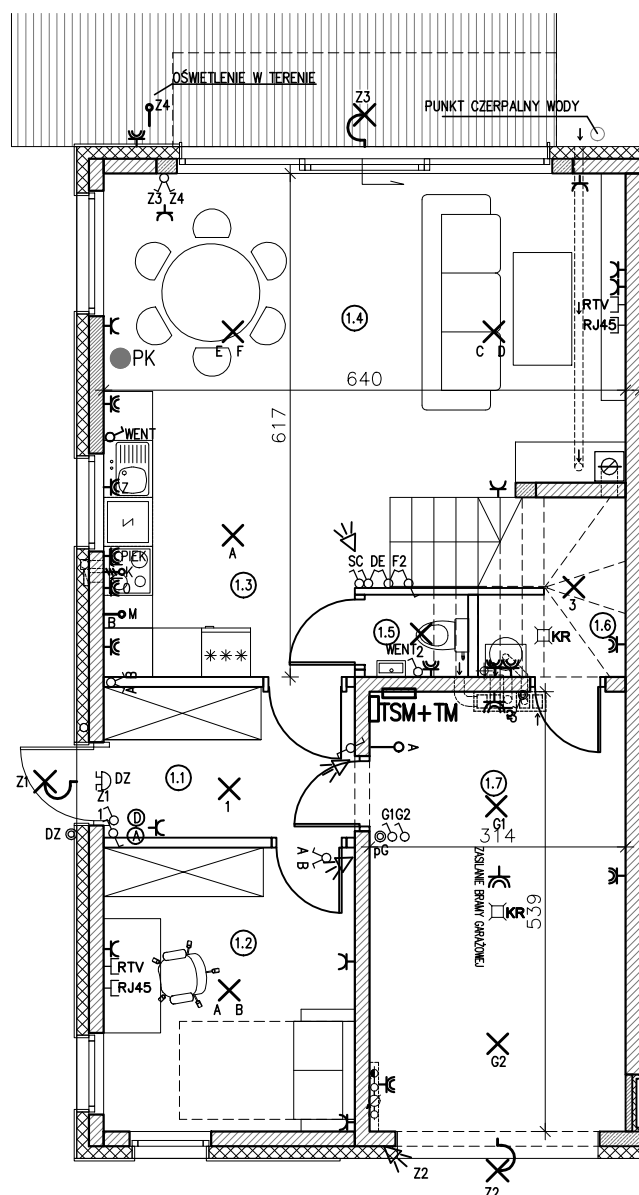 OŚWIETLENIE W TERENIE
Z4
Z3
PUNKT CZERPALNY WODY
Z3 Z4
1.4
RTV
RJ45
E F
C D
PK
640
617
WENT
Z
A
PIEK
K
SC DE F2
1.3
3
B
M
1.5
WENT2
KR
1.6
A B
TSM+TM
3
A
Z1
DZ
1.1
1.7
Z1
1
1
D
A
G1
DZ
G1G2
pG
314
A B
ZASILANIE BRAMY GARAŻOWEJ
KR
539
1.2
RTV
RJ45
A B
G2
Z2
Z2